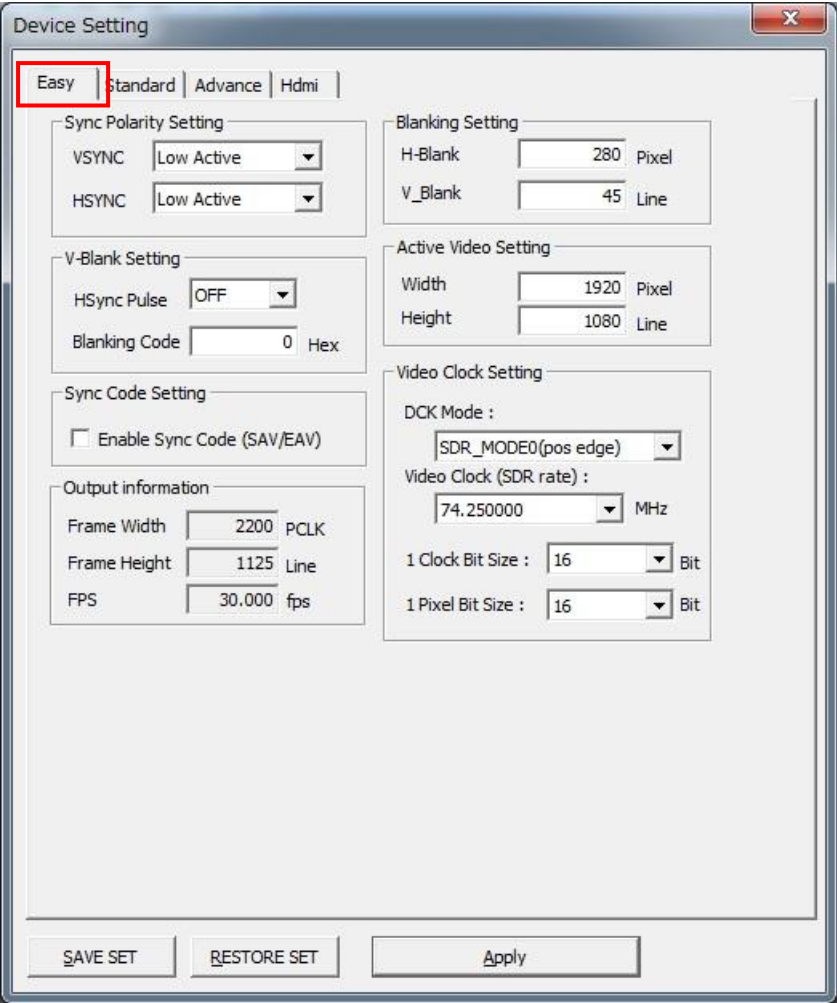 Device Setting
Easy Standard Advance Hdmi
Sync Polarity Setting
VSYNC Low Active
HSYNC Low Active
V-Blank Setting
HSync Pulse OFF
Blanking Code 0 Hex
Sync Code Setting
Enable Sync Code (SAV/EAV)
Output information
Frame Width 2200 PCLK
Frame Height 1125 Line
FPS 30.000 fps
Blanking Setting
H-Blank 280 Pixel
V_Blank 45 Line
Active Video Setting
Width 1920 Pixel
Height 1080 Line
Video Clock Setting
DCK Mode :
SDR_MODE0(pos edge)
Video Clock (SDR rate) :
74.250000 MHz
1 Clock Bit Size : 16 Bit
1 Pixel Bit Size : 16 Bit
SAVE SET RESTORE SET Apply